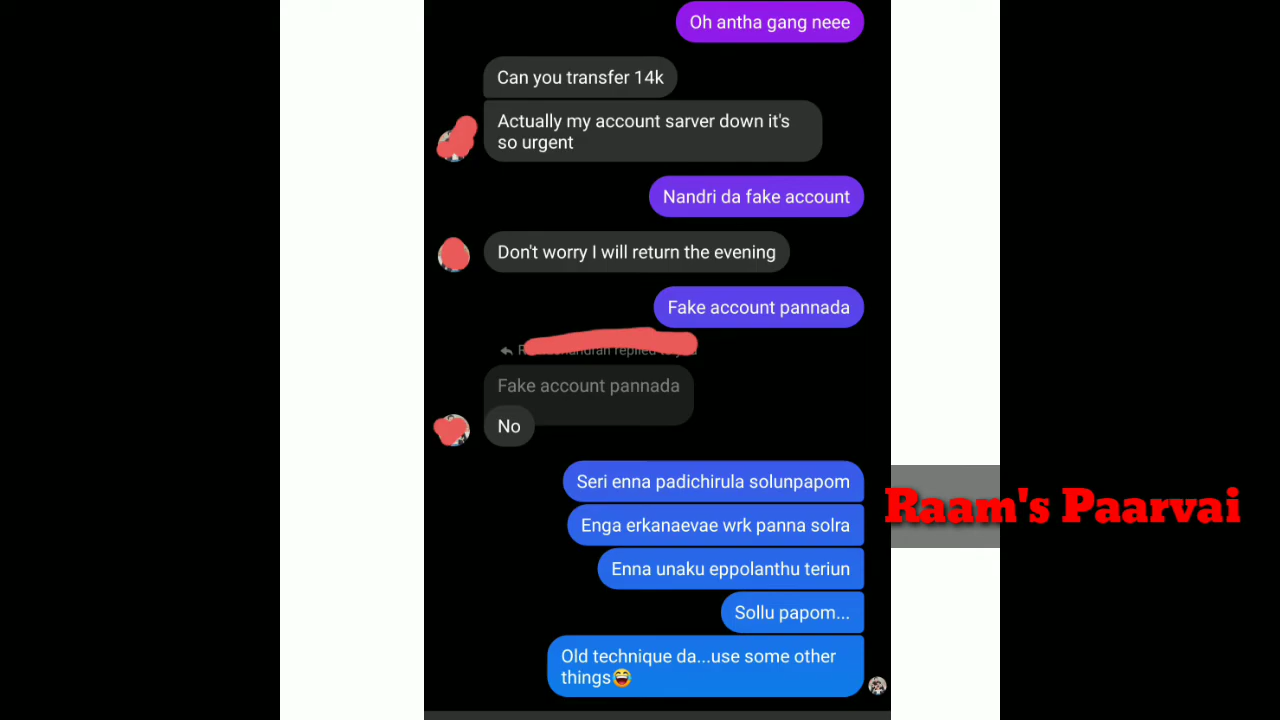 Oh antha gang neee
Can you transfer 14k
Actually my account sarver down it's
so urgent
Nandri da fake account
Don't worry I will return the evening
Fake account pannada
replied to you
Fake account pannada
No
Seri enna padichirula solunpapom
Enga erkanaevae wrk panna solra
Raam's Paarvai
Enna unaku eppolanthu teriun
Sollu papom...
Old technique da...use some other
things😂